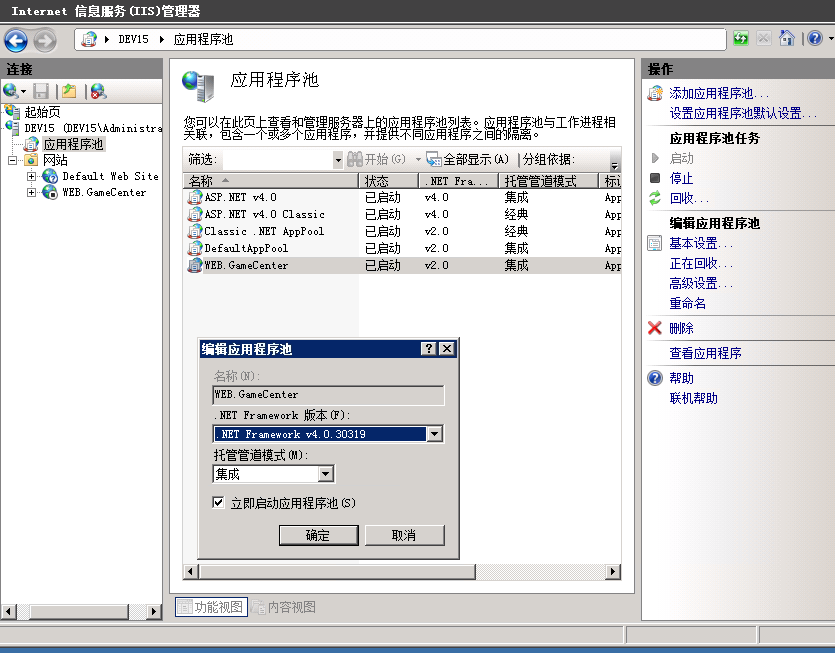 Internet 信息服务(IIS)管理器
DEV15
应用程序池
连接
起始页
DEV15 (DEV15\Administra
应用程序池
网站
Default Web Site
WEB.GameCenter
应用程序池
您可以在此页上查看和管理服务器上的应用程序池列表。应用程序池与工作进程相
关联，包含一个或多个应用程序，并提供不同应用程序之间的隔离。
筛选: 开始(G) 全部显示(A) 分组依据:
名称 状态 .NET Fra... 托管管道模式 标识
ASP.NET v4.0 已启动 v4.0 集成 App
ASP.NET v4.0 Classic 已启动 v4.0 经典 App
Classic .NET AppPool 已启动 v2.0 经典 App
DefaultAppPool 已启动 v2.0 集成 App
WEB.GameCenter 已启动 v2.0 集成 App
编辑应用程序池
名称(N):
WEB.GameCenter
.NET Framework 版本(F):
.NET Framework v4.0.30319
托管管道模式(M):
集成
立即启动应用程序池(S)
确定 取消
功能视图 内容视图
操作
添加应用程序池...
设置应用程序池默认设置...
应用程序池任务
启动
停止
回收...
编辑应用程序池
基本设置...
正在回收...
高级设置...
重命名
删除
查看应用程序
帮助
联机帮助